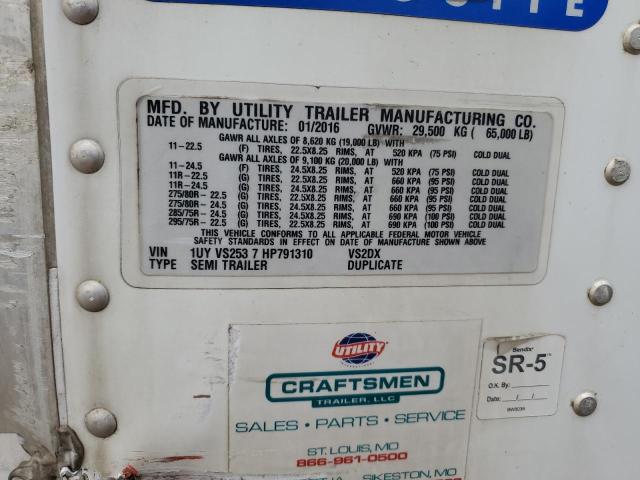 MFD. BY UTILITY TRAILER MANUFACTURING CO.
DATE OF MANUFACTURE: 01/2016 GVWR: 29,500 KG ( 65,000 LB)
GAWR ALL AXLES OF 8,620 KG (19,000 LB) WITH
11-22.5 (F) TIRES, 22.5X8.25 RIMS, AT 520 KPA (75 PSI) COLD DUAL
GAWR ALL AXLES OF 9,100 KG (20,000 LB) WITH
11-24.5 (F) TIRES, 24.5X8.25 RIMS, AT 520 KPA (75 PSI) COLD DUAL
11R-22.5 (G) TIRES, 22.5X8.25 RIMS, AT 660 KPA (95 PSI) COLD DUAL
11R-24.5 (G) TIRES, 24.5X8.25 RIMS, AT 660 KPA (95 PSI) COLD DUAL
275/80R-22.5 (G) TIRES, 22.5X8.25 RIMS, AT 660 KPA (95 PSI) COLD DUAL
275/80R-24.5 (G) TIRES, 24.5X8.25 RIMS, AT 660 KPA (95 PSI) COLD DUAL
285/75R-24.5 (G) TIRES, 24.5X8.25 RIMS, AT 690 KPA (100 PSI) COLD DUAL
295/75R-22.5 (G) TIRES, 22.5X8.25 RIMS, AT 690 KPA (100 PSI) COLD DUAL
THIS VEHICLE CONFORMS TO ALL APPLICABLE FEDERAL MOTOR VEHICLE
SAFETY STANDARDS IN EFFECT ON DATE OF MANUFACTURE SHOWN ABOVE
VIN 1UY VS253 7 HP791310 VS2DX
TYPE SEMI TRAILER DUPLICATE
UTILITY
CRAFTSMEN
TRAILER, LLC
SALES • PARTS • SERVICE
ST. LOUIS, MO
866-961-0500
SIKESTON, MO
Bendix
SR-5™
O.K. By:
Date: / /